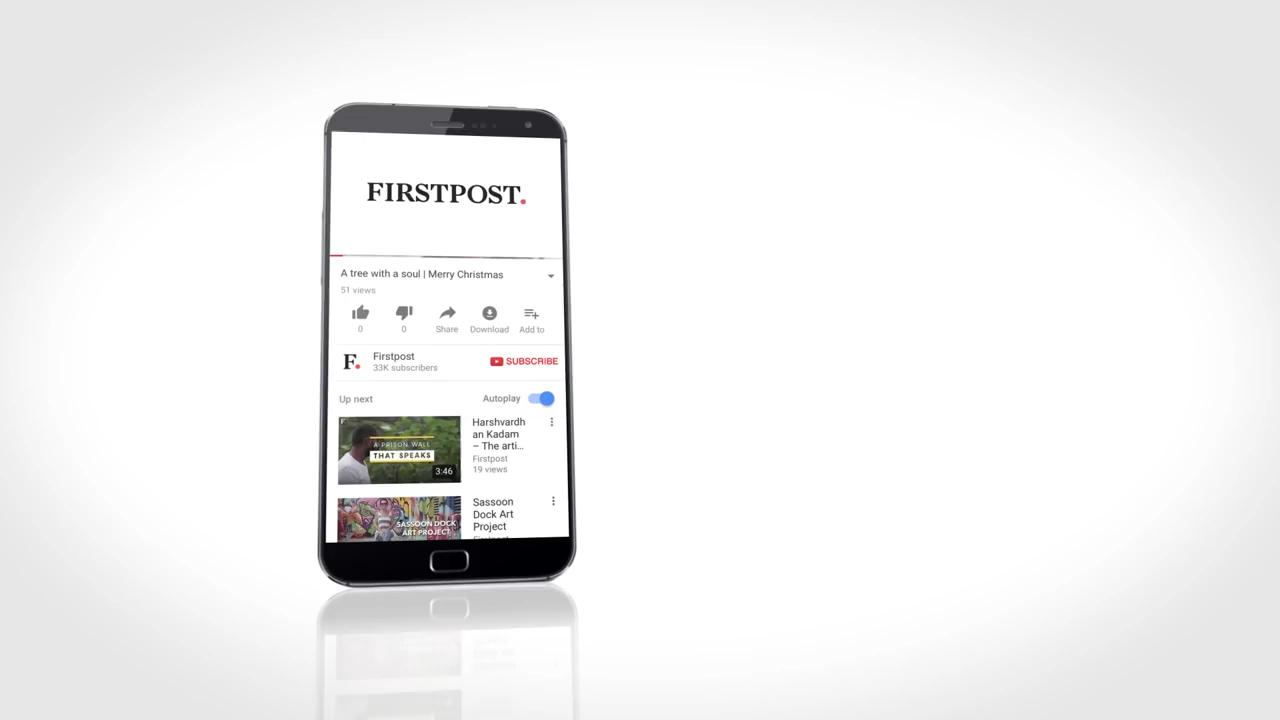 FIRSTPOST.
A tree with a soul | Merry Christmas
51 views
0
0
Share
Download
Add to
F.
Firstpost
33K subscribers
SUBSCRIBE
Up next
Autoplay
A PRISON WALL
THAT SPEAKS
3:46
Harshvardh
an Kadam
– The arti...
Firstpost
19 views
SASSOON DOCK
ART PROJECT
Sassoon
Dock Art
Project